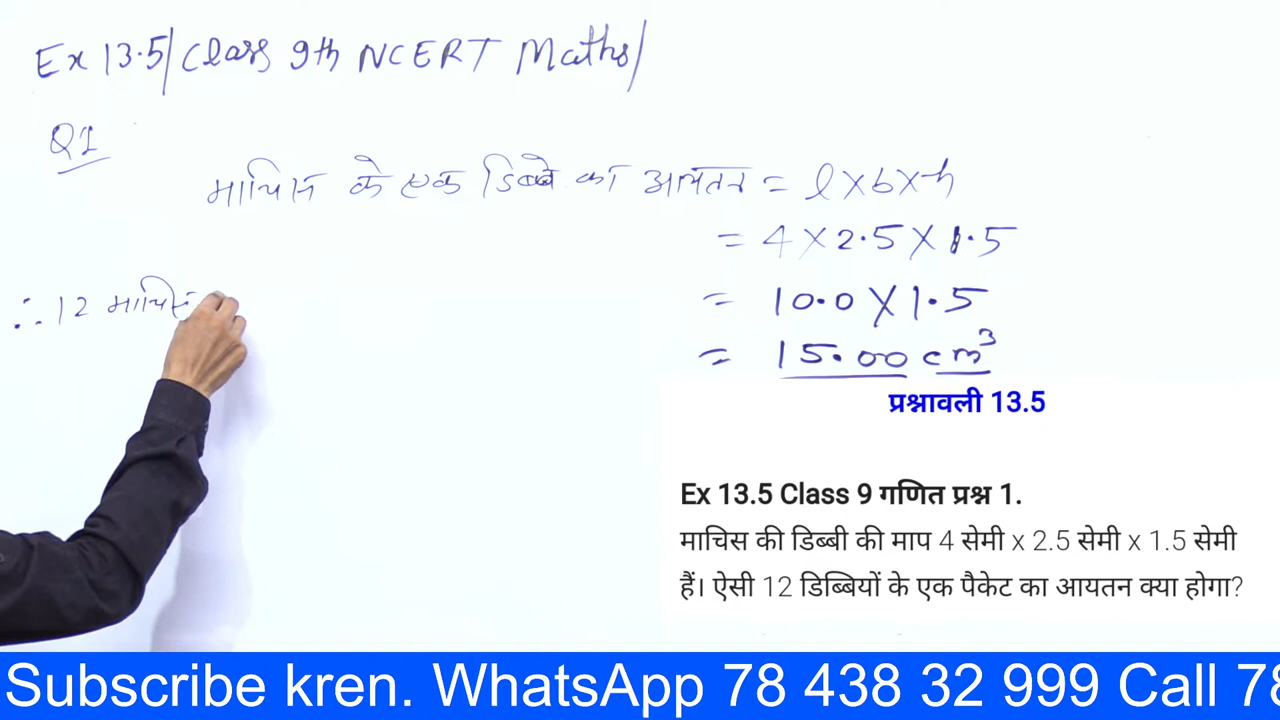 Ex 13.5/Class 9th NCERT Maths/
Q1
माचिस के एक डिब्बे का आयतन = l×b×h
= 4×2.5×1.5
= 10.0×1.5
= 15.00 cm³
∴ 12 माचिस
प्रश्नावली 13.5
Ex 13.5 Class 9 गणित प्रश्न 1.
माचिस की डिब्बी की माप 4 सेमी x 2.5 सेमी x 1.5 सेमी
हैं। ऐसी 12 डिब्बियों के एक पैकेट का आयतन क्या होगा?
Subscribe kren. WhatsApp 78 438 32 999 Call 78